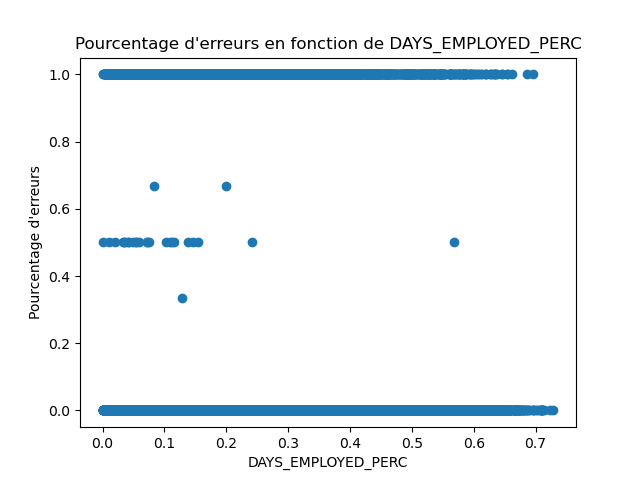 Pourcentage d'erreurs en fonction de DAYS_EMPLOYED_PERC
1.0
0.8
0.6
0.4
0.2
0.0
Pourcentage d'erreurs
0.0 0.1 0.2 0.3 0.4 0.5 0.6 0.7
DAYS_EMPLOYED_PERC